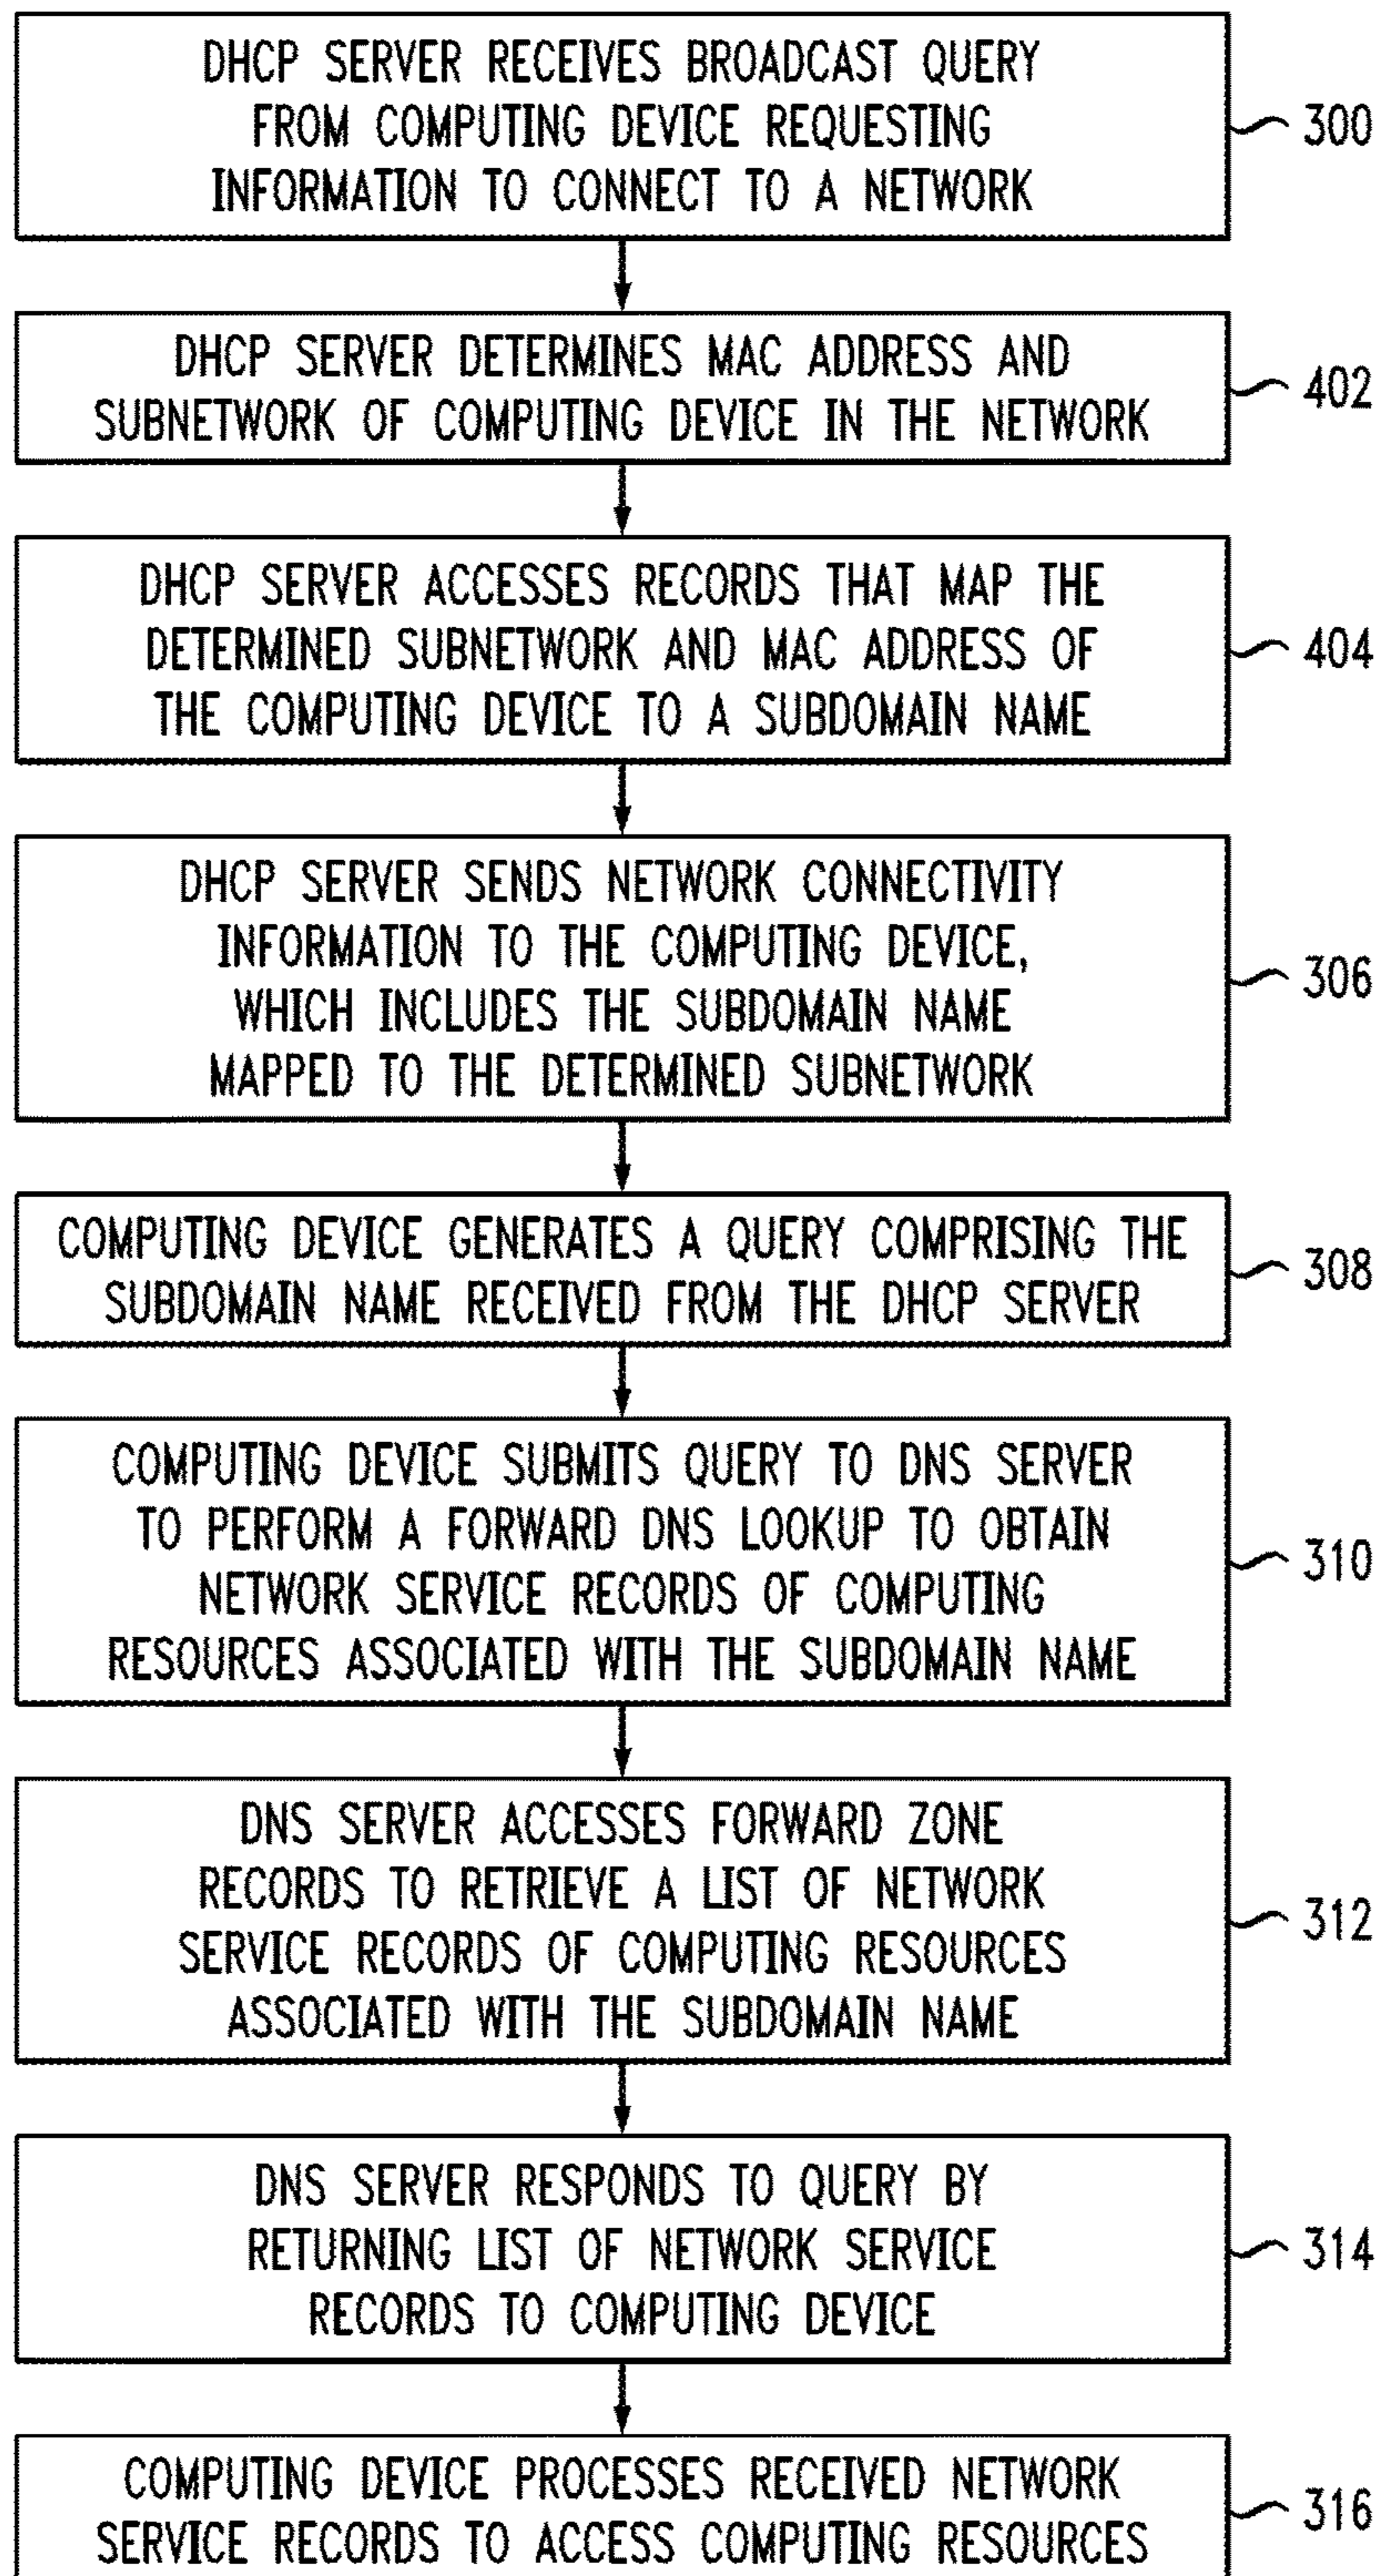 DHCP SERVER RECEIVES BROADCAST QUERY
FROM COMPUTING DEVICE REQUESTING
INFORMATION TO CONNECT TO A NETWORK
300
DHCP SERVER DETERMINES MAC ADDRESS AND
SUBNETWORK OF COMPUTING DEVICE IN THE NETWORK
402
DHCP SERVER ACCESSES RECORDS THAT MAP THE
DETERMINED SUBNETWORK AND MAC ADDRESS OF
THE COMPUTING DEVICE TO A SUBDOMAIN NAME
404
DHCP SERVER SENDS NETWORK CONNECTIVITY
INFORMATION TO THE COMPUTING DEVICE,
WHICH INCLUDES THE SUBDOMAIN NAME
MAPPED TO THE DETERMINED SUBNETWORK
306
COMPUTING DEVICE GENERATES A QUERY COMPRISING THE
SUBDOMAIN NAME RECEIVED FROM THE DHCP SERVER
308
COMPUTING DEVICE SUBMITS QUERY TO DNS SERVER
TO PERFORM A FORWARD DNS LOOKUP TO OBTAIN
NETWORK SERVICE RECORDS OF COMPUTING
RESOURCES ASSOCIATED WITH THE SUBDOMAIN NAME
310
DNS SERVER ACCESSES FORWARD ZONE
RECORDS TO RETRIEVE A LIST OF NETWORK
SERVICE RECORDS OF COMPUTING RESOURCES
ASSOCIATED WITH THE SUBDOMAIN NAME
312
DNS SERVER RESPONDS TO QUERY BY
RETURNING LIST OF NETWORK SERVICE
RECORDS TO COMPUTING DEVICE
314
COMPUTING DEVICE PROCESSES RECEIVED NETWORK
SERVICE RECORDS TO ACCESS COMPUTING RESOURCES
316